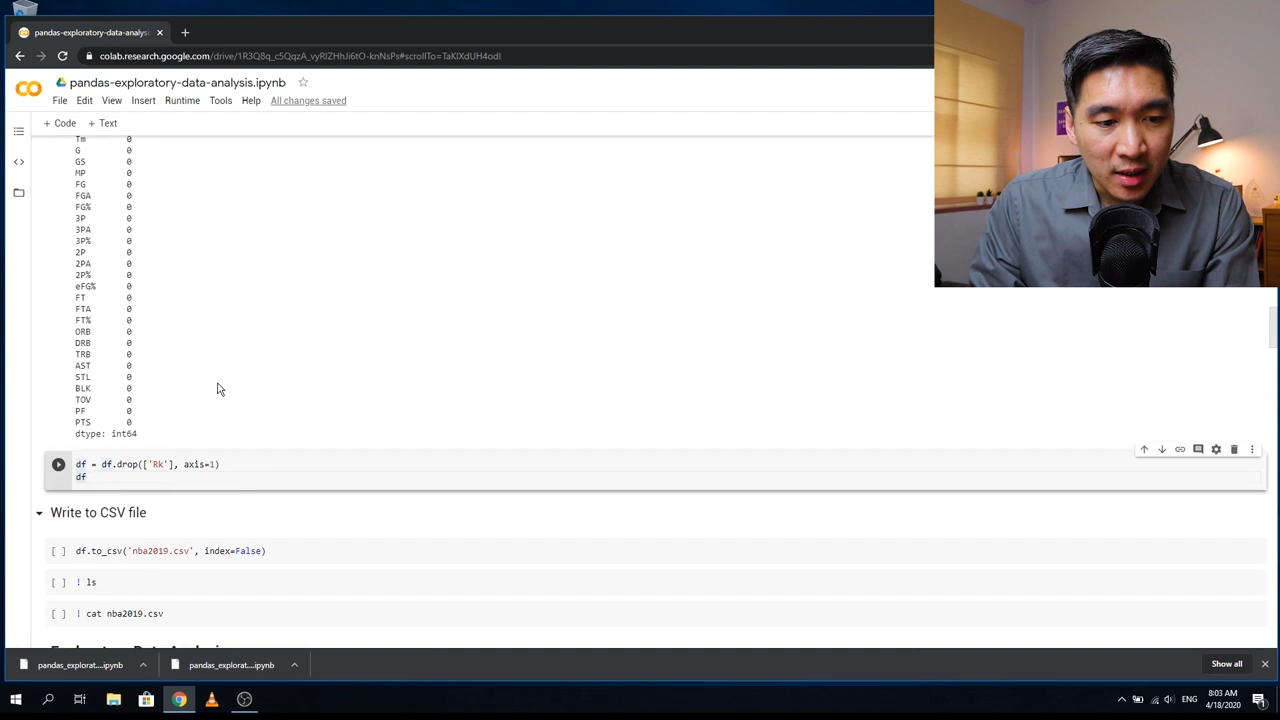 pandas-exploratory-data-analysis
colab.research.google.com/drive/1R3Q8q_c5QqzA_vyRIZHhJi6tO-knNsPs#scrollTo=TaKlXdUH4odI
pandas-exploratory-data-analysis.ipynb
File Edit View Insert Runtime Tools Help All changes saved
+ Code + Text
Tm 0
G 0
GS 0
MP 0
FG 0
FGA 0
FG% 0
3P 0
3PA 0
3P% 0
2P 0
2PA 0
2P% 0
eFG% 0
FT 0
FTA 0
FT% 0
ORB 0
DRB 0
TRB 0
AST 0
STL 0
BLK 0
TOV 0
PF 0
PTS 0
dtype: int64
df = df.drop(['Rk'], axis=1)
df
Write to CSV file
[ ] df.to_csv('nba2019.csv', index=False)
[ ] ! ls
[ ] ! cat nba2019.csv
pandas_explorat....ipynb
pandas_explorat....ipynb
Show all
ENG
8:03 AM
4/18/2020